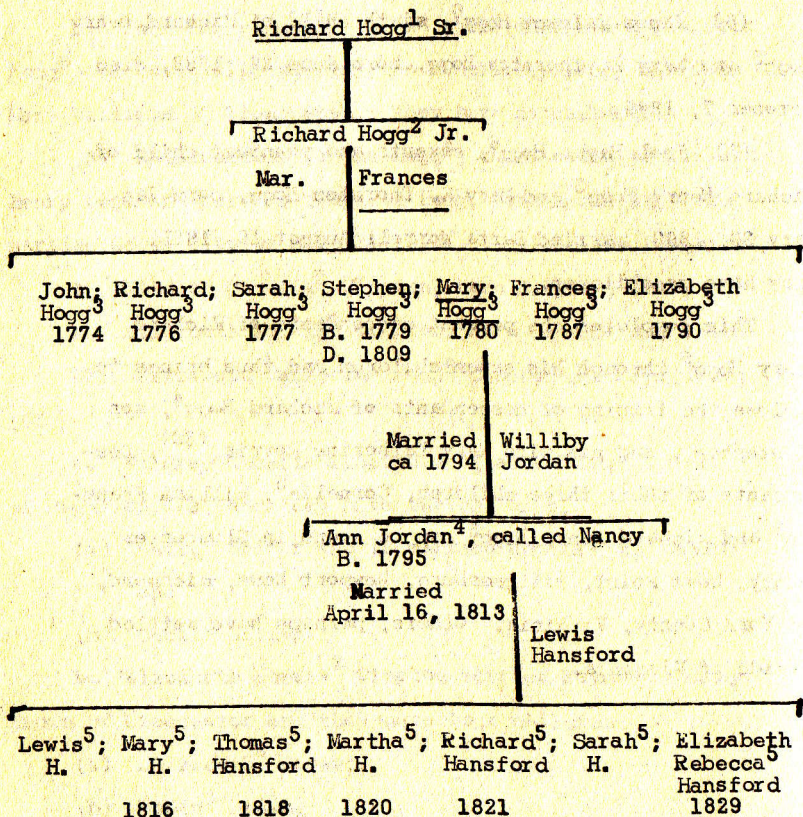 Richard Hogg¹ Sr.
Richard Hogg² Jr.
Mar. Frances
John; Richard; Sarah; Stephen; Mary; Frances; Elizabeth
Hogg³ Hogg³ Hogg³ Hogg³ Hogg³ Hogg³ Hogg³
1774 1776 1777 B. 1779 1780 1787 1790
D. 1809
Married Williby
ca 1794 Jordan
Ann Jordan⁴, called Nancy
B. 1795
Married
April 16, 1813
Lewis
Hansford
Lewis⁵; Mary⁵; Thomas⁵; Martha⁵; Richard⁵; Sarah⁵; Elizabeth
H. H. Hansford H. Hansford H. Rebecca⁵
Hansford
1816 1818 1820 1821 1829